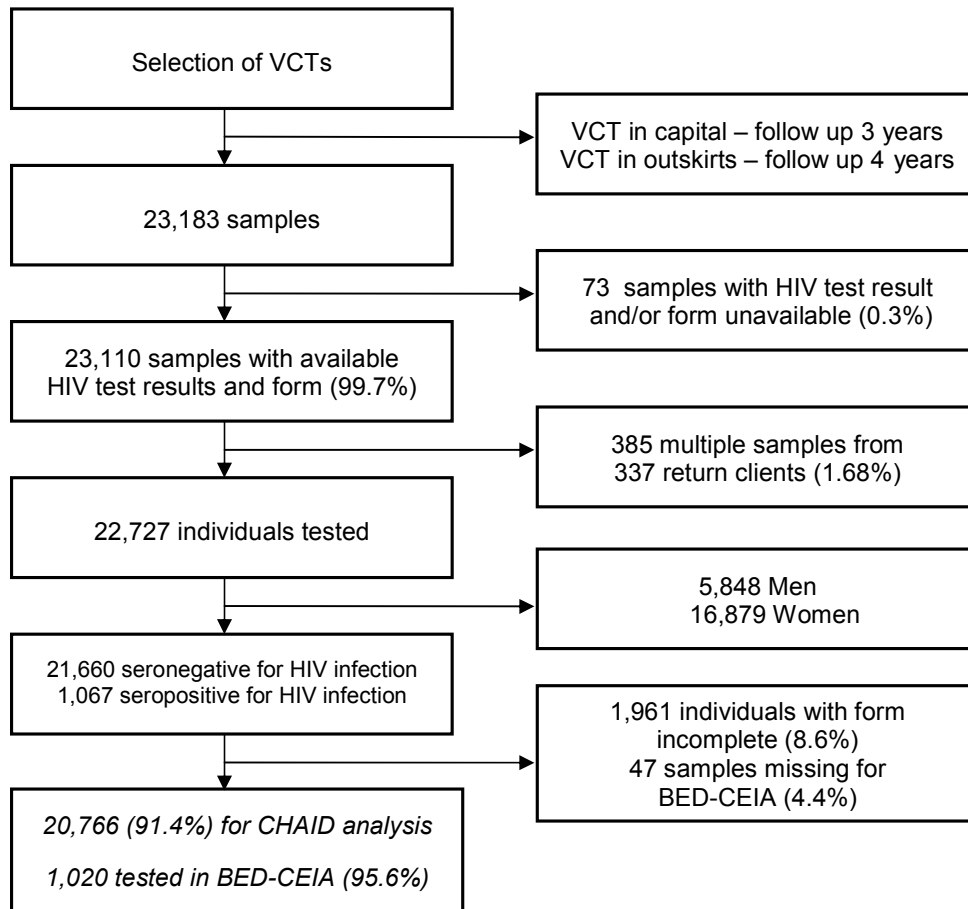 Selection of VCTs
VCT in capital – follow up 3 years
VCT in outskirts – follow up 4 years
23,183 samples
73 samples with HIV test result
and/or form unavailable (0.3%)
23,110 samples with available
HIV test results and form (99.7%)
385 multiple samples from
337 return clients (1.68%)
22,727 individuals tested
5,848 Men
16,879 Women
21,660 seronegative for HIV infection
1,067 seropositive for HIV infection
1,961 individuals with form
incomplete (8.6%)
47 samples missing for
BED-CEIA (4.4%)
20,766 (91.4%) for CHAID analysis
1,020 tested in BED-CEIA (95.6%)